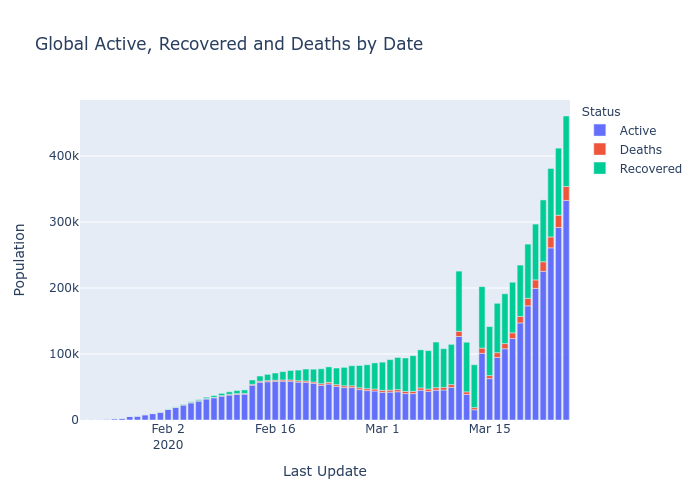 Global Active, Recovered and Deaths by Date
Status
Active
Deaths
Recovered
Population
400k
300k
200k
100k
0
Feb 2
2020
Feb 16
Mar 1
Mar 15
Last Update